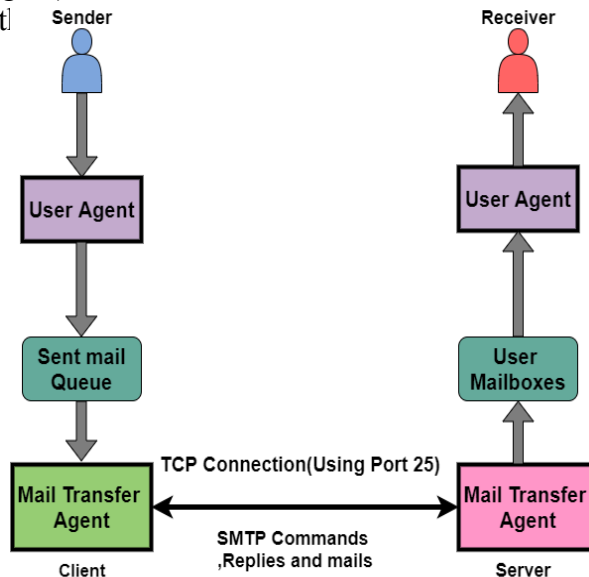 Sender
Receiver
User Agent
User Agent
Sent mail
Queue
User
Mailboxes
TCP Connection(Using Port 25)
Mail Transfer
Agent
Mail Transfer
Agent
SMTP Commands
,Replies and mails
Client
Server